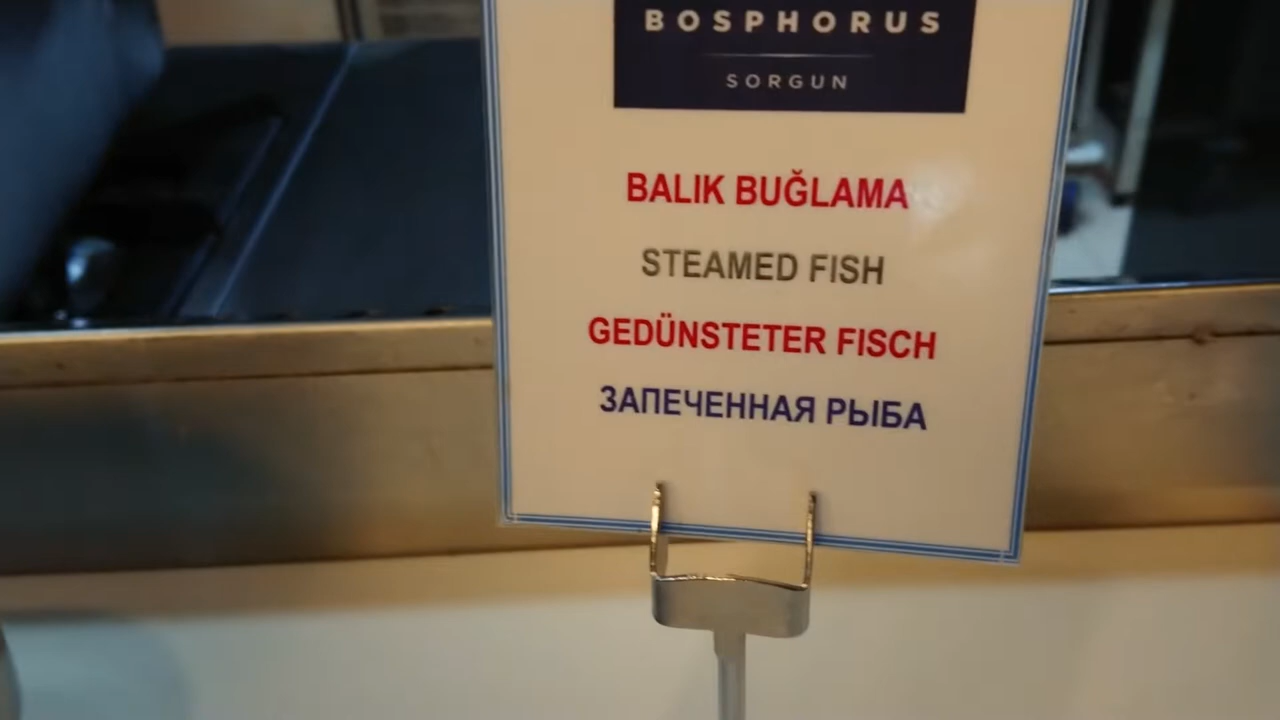 BOSPHORUS
SORGUN
BALIK BUĞLAMA
STEAMED FISH
GEDÜNSTETER FISCH
ЗАПЕЧЕННАЯ РЫБА